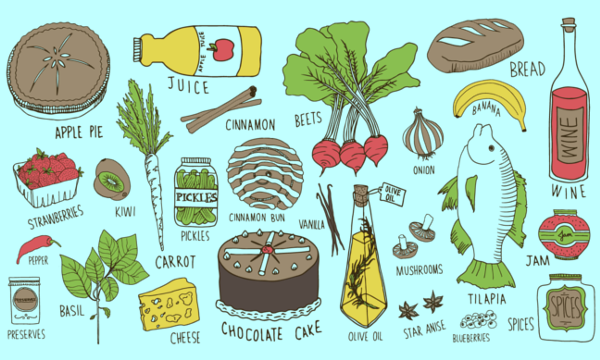 APPLE PIE
APPLE JUICE
JUICE
CINNAMON
BEETS
BREAD
BANANA
ONION
WINE
WINE
STRAWBERRIES
KIWI
PICKLES
PICKLES
CINNAMON BUN
VANILLA
OLIVE
OIL
PEPPER
CARROT
MUSHROOMS
Jam
JAM
TILAPIA
PRESERVES
BASIL
CHEESE
CHOCOLATE CAKE
OLIVE OIL
STAR ANISE
BLUEBERRIES
SPICES
SPICES